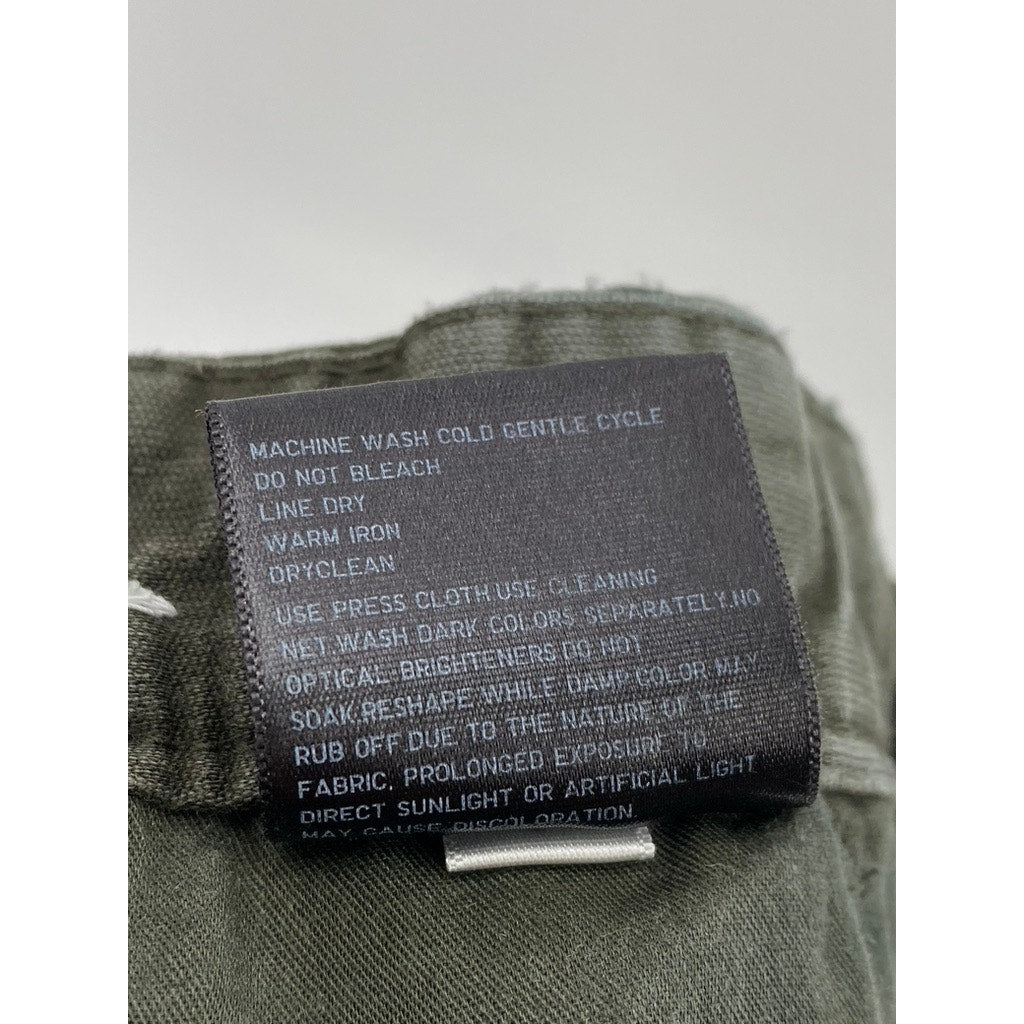 MACHINE WASH COLD GENTLE CYCLE
DO NOT BLEACH
LINE DRY
WARM IRON
DRYCLEAN
USE PRESS CLOTH USE CLEANING
NET WASH DARK COLORS SEPARATELY.NO
OPTICAL BRIGHTENERS DO NOT
SOAK.RESHAPE WHILE DAMP.COLOR MAY
RUB OFF DUE TO THE NATURE OF THE
FABRIC, PROLONGED EXPOSURE TO
DIRECT SUNLIGHT OR ARTIFICIAL LIGHT
MAY CAUSE DISCOLORATION.